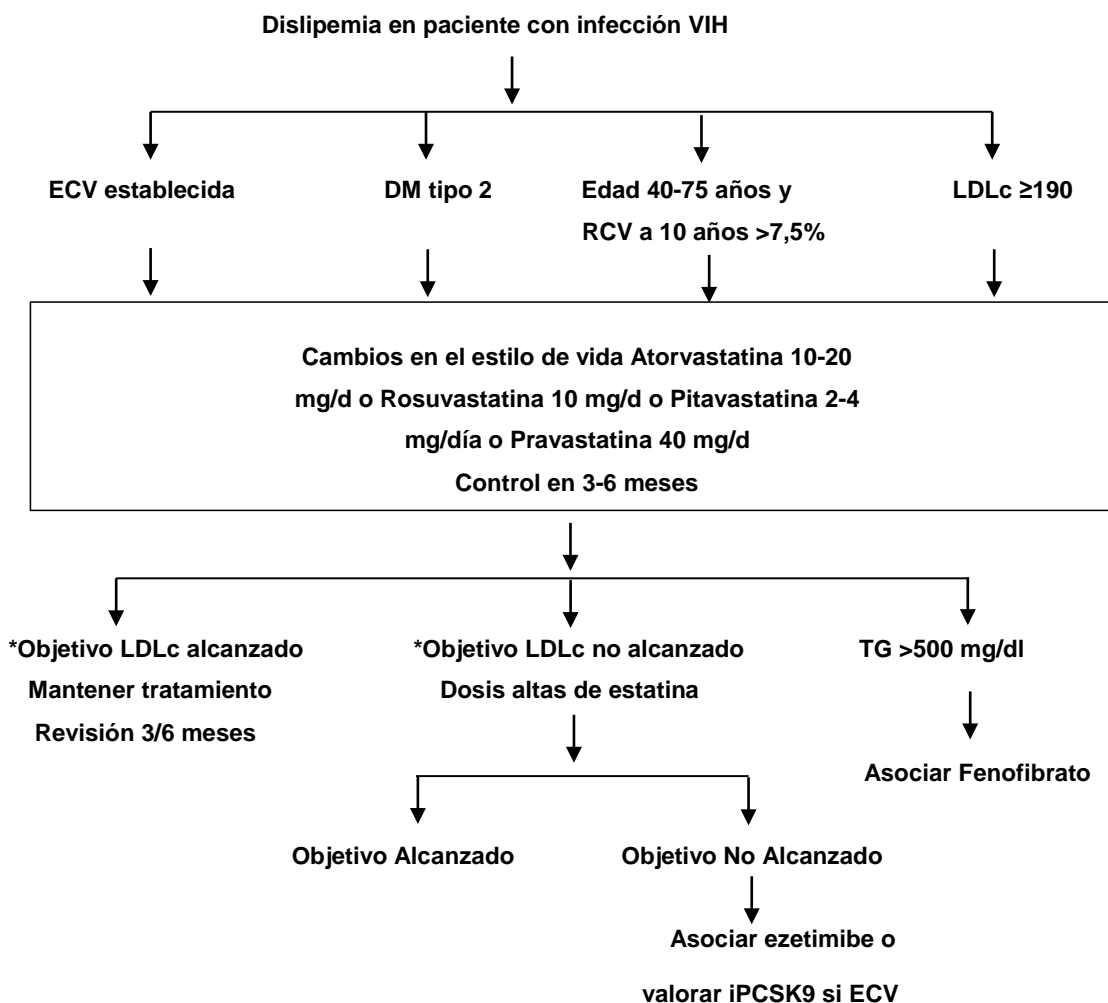 Dislipemia en paciente con infección VIH
ECV establecida
DM tipo 2
Edad 40-75 años y
RCV a 10 años >7,5%
LDLc ≥190
Cambios en el estilo de vida Atorvastatina 10-20
mg/d o Rosuvastatina 10 mg/d o Pitavastatina 2-4
mg/día o Pravastatina 40 mg/d
Control en 3-6 meses
*Objetivo LDLc alcanzado
Mantener tratamiento
Revisión 3/6 meses
*Objetivo LDLc no alcanzado
Dosis altas de estatina
TG >500 mg/dl
Asociar Fenofibrato
Objetivo Alcanzado
Objetivo No Alcanzado
Asociar ezetimibe o
valorar iPCSK9 si ECV